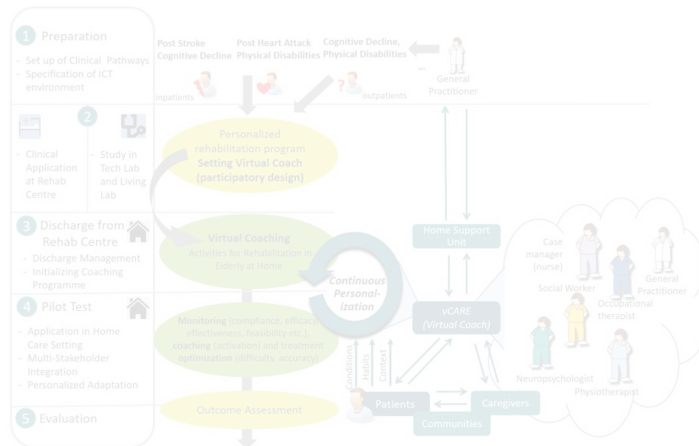 1 Preparation
- Set up of Clinical Pathways
- Specification of ICT
environment
Post Stroke
Cognitive Decline
Post Heart Attack
Physical Disabilities
Cognitive Decline,
Physical Disabilities
...
General
Practitioner
inpatients
outpatients
2
- Clinical
Application
at Rehab
Centre
- Study in
Tech Lab
and Living
Lab
Personalized
rehabilitation program
Setting Virtual Coach
(participatory design)
3 Discharge from
Rehab Centre
- Discharge Management
- Initializing Coaching
Programme
Virtual Coaching
Activities for Rehabilitation in
Elderly at Home
Continuous
Personal-
ization
Home Support
Unit
Case
manager
(nurse)
Social Worker
General
Practitioner
Occupational
therapist
Neuropsychologist
Physiotherapist
4 Pilot Test
- Application in Home
Care Setting
- Multi-Stakeholder
Integration
- Personalized Adaptation
Monitoring (compliance, efficacy,
effectiveness, feasibility etc.),
coaching (activation) and treatment
optimization (difficulty, accuracy)
vCARE
(Virtual Coach)
Conditions
Habits
Context
5 Evaluation
Outcome Assessment
Patients
Caregivers
Communities